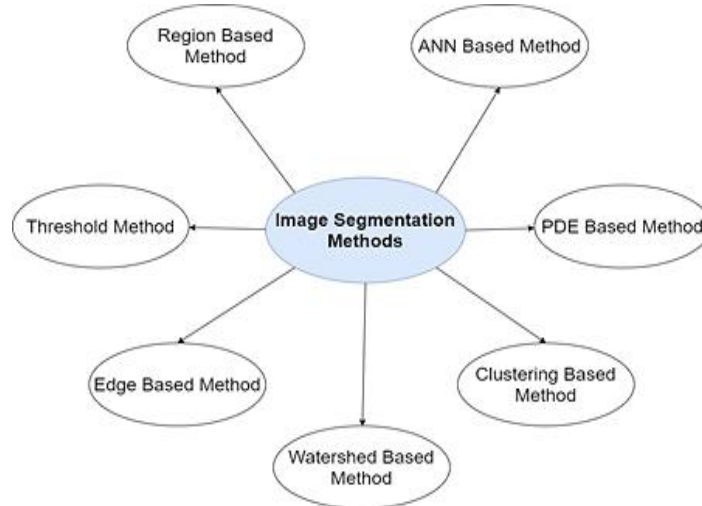 Region Based
Method
ANN Based Method
Threshold Method
Image Segmentation
Methods
PDE Based Method
Edge Based Method
Clustering Based
Method
Watershed Based
Method